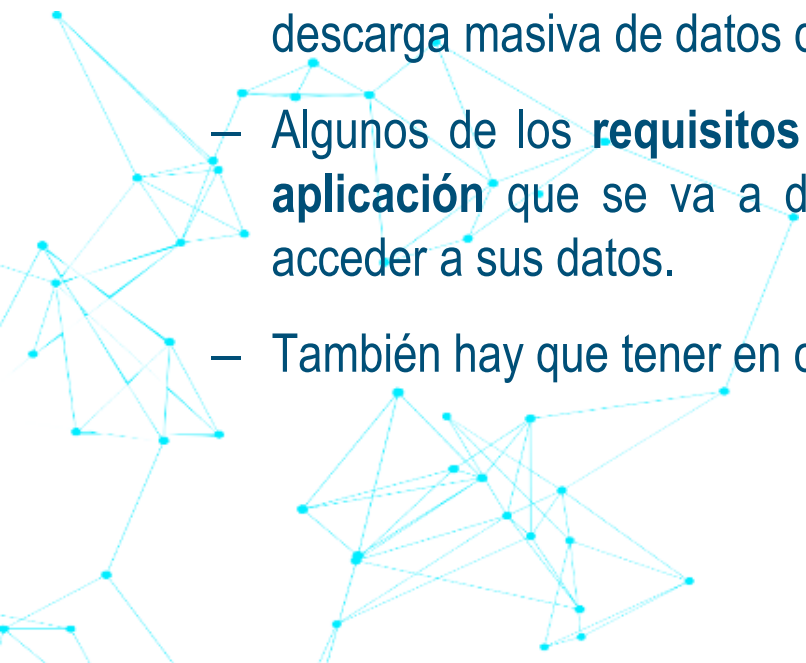 descarga masiva de datos
– Algunos de los requisitos
aplicación que se va a
acceder a sus datos.
– También hay que tener en